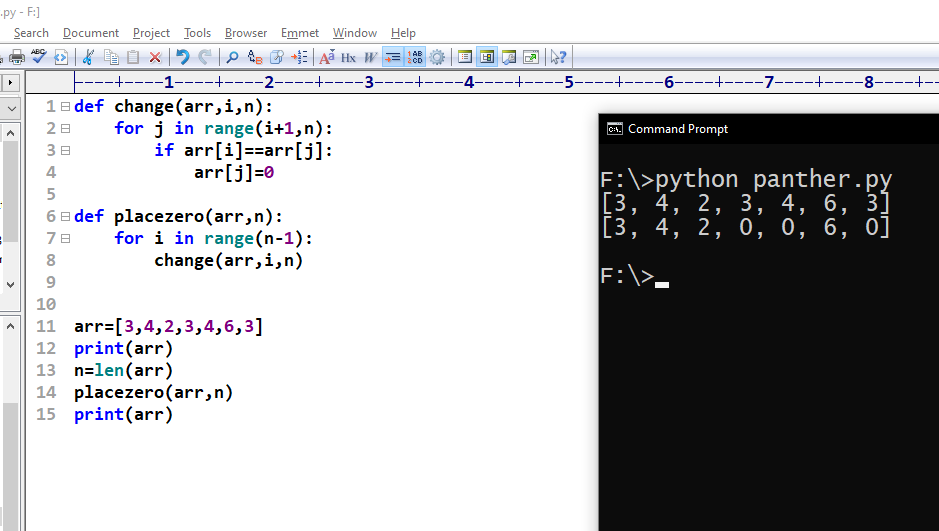 .py - F:]
Search Document Project Tools Browser Emmet Window Help
ABC Hx W 1AB 2CD
----+----1----+----2----+----3----+----4----+----5----+----6----+----7----+----8----+--
1 def change(arr,i,n):
2     for j in range(i+1,n):
3         if arr[i]==arr[j]:
4             arr[j]=0
5
6 def placezero(arr,n):
7     for i in range(n-1):
8         change(arr,i,n)
9
10
11 arr=[3,4,2,3,4,6,3]
12 print(arr)
13 n=len(arr)
14 placezero(arr,n)
15 print(arr)
C:\. Command Prompt
F:\>python panther.py
[3, 4, 2, 3, 4, 6, 3]
[3, 4, 2, 0, 0, 6, 0]
F:\>